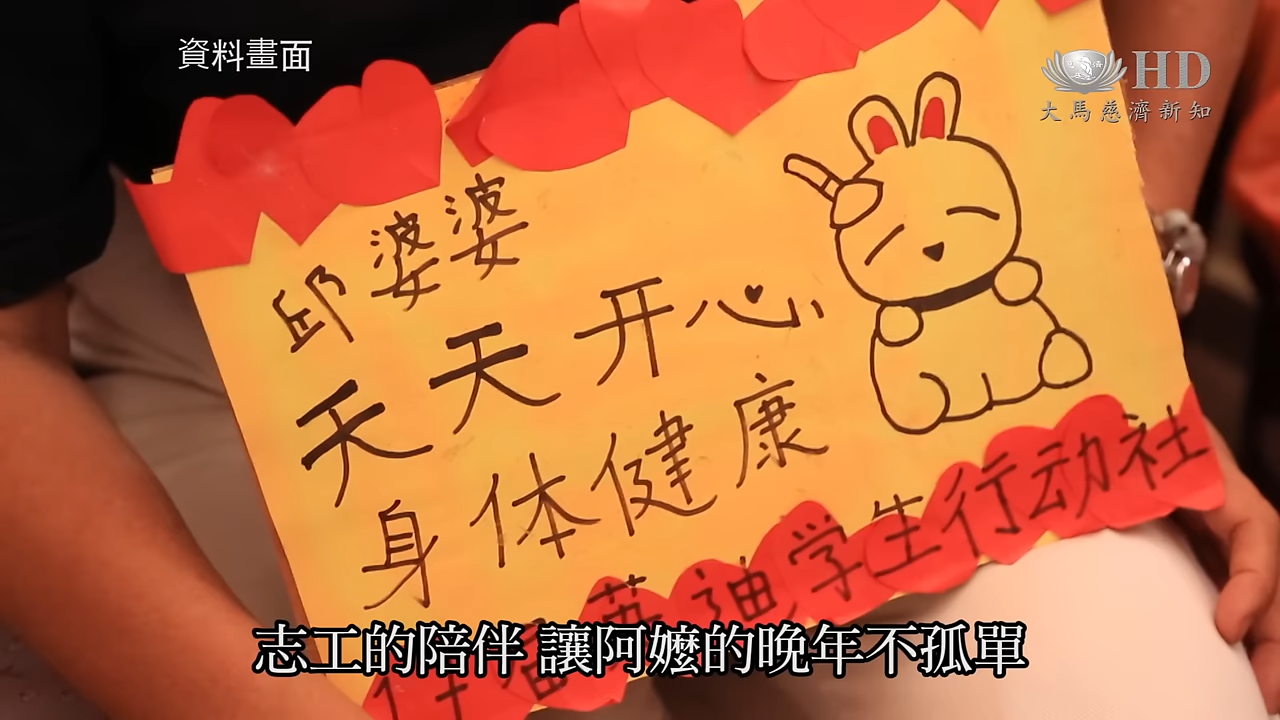 資料畫面
HD
大馬慈濟新知
邱婆婆
天天开心
身体健康
学生行动社
志工的陪伴 讓阿嬤的晚年不孤單